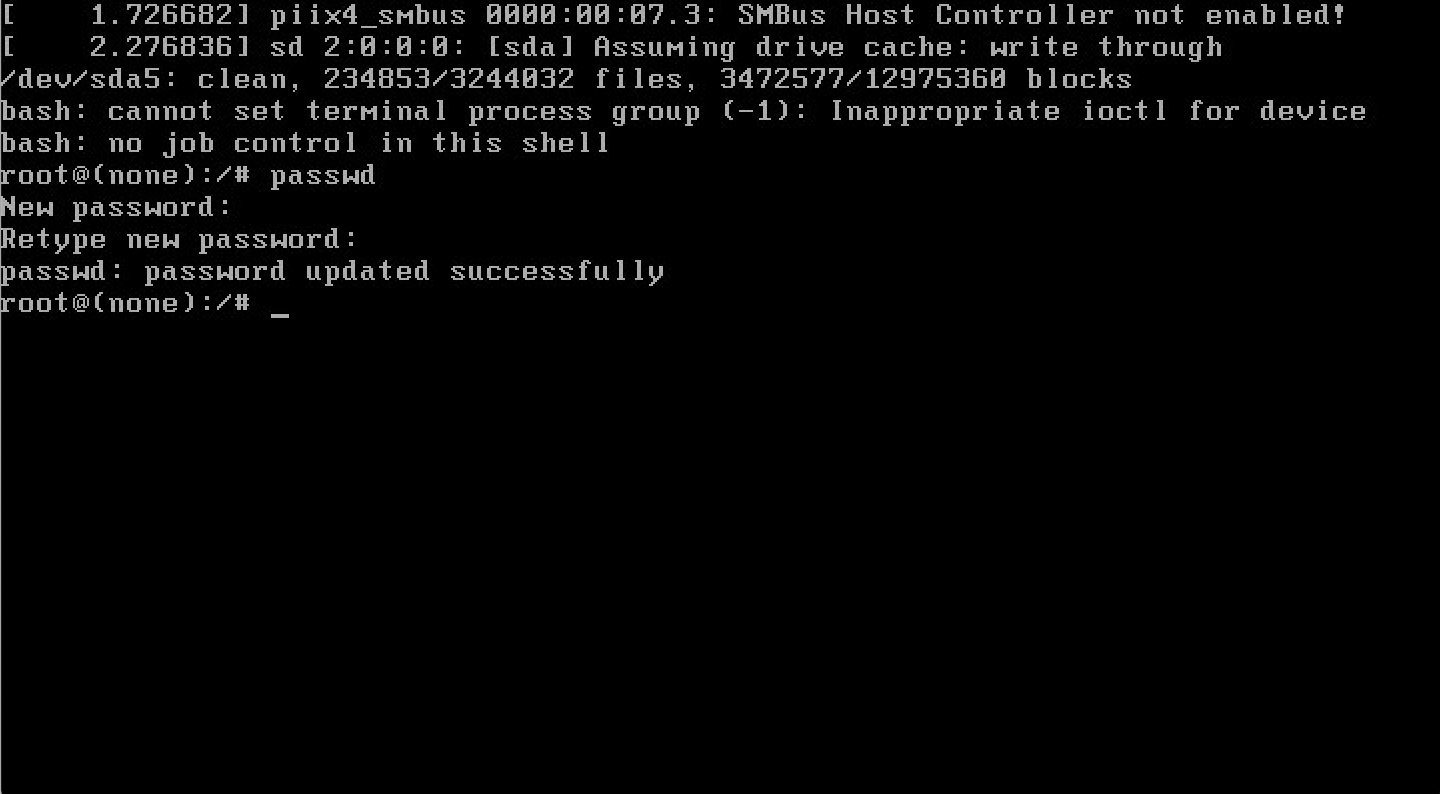 [    1.726682] piix4_smbus 0000:00:07.3: SMBus Host Controller not enabled!
[    2.276836] sd 2:0:0:0: [sda] Assuming drive cache: write through
/dev/sda5: clean, 234853/3244032 files, 3472577/12975360 blocks
bash: cannot set terminal process group (-1): Inappropriate ioctl for device
bash: no job control in this shell
root@(none):/# passwd
New password:
Retype new password:
passwd: password updated successfully
root@(none):/# _